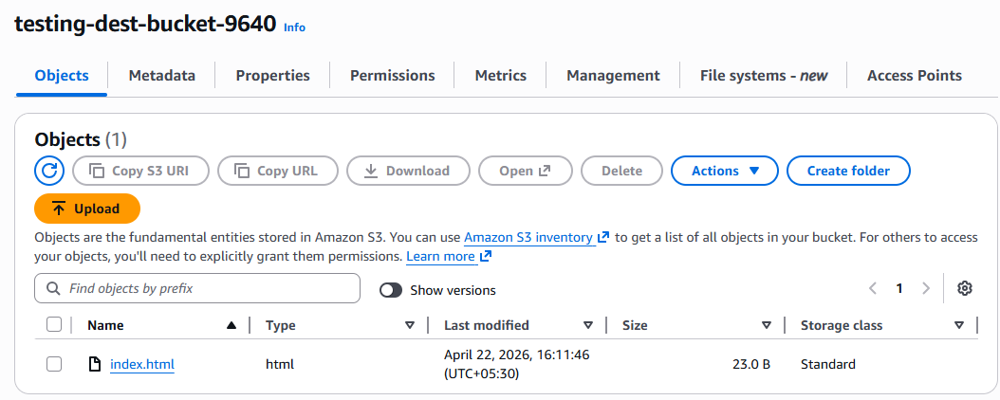 testing-dest-bucket-9640 Info
Objects Metadata Properties Permissions Metrics Management File systems - new Access Points
Objects (1)
Copy S3 URI Copy URL Download Open Delete Actions Create folder
Upload
Objects are the fundamental entities stored in Amazon S3. You can use Amazon S3 inventory to get a list of all objects in your bucket. For others to access
your objects, you'll need to explicitly grant them permissions. Learn more
Find objects by prefix Show versions 1
Name Type Last modified Size Storage class
index.html html April 22, 2026, 16:11:46 23.0 B Standard
(UTC+05:30)